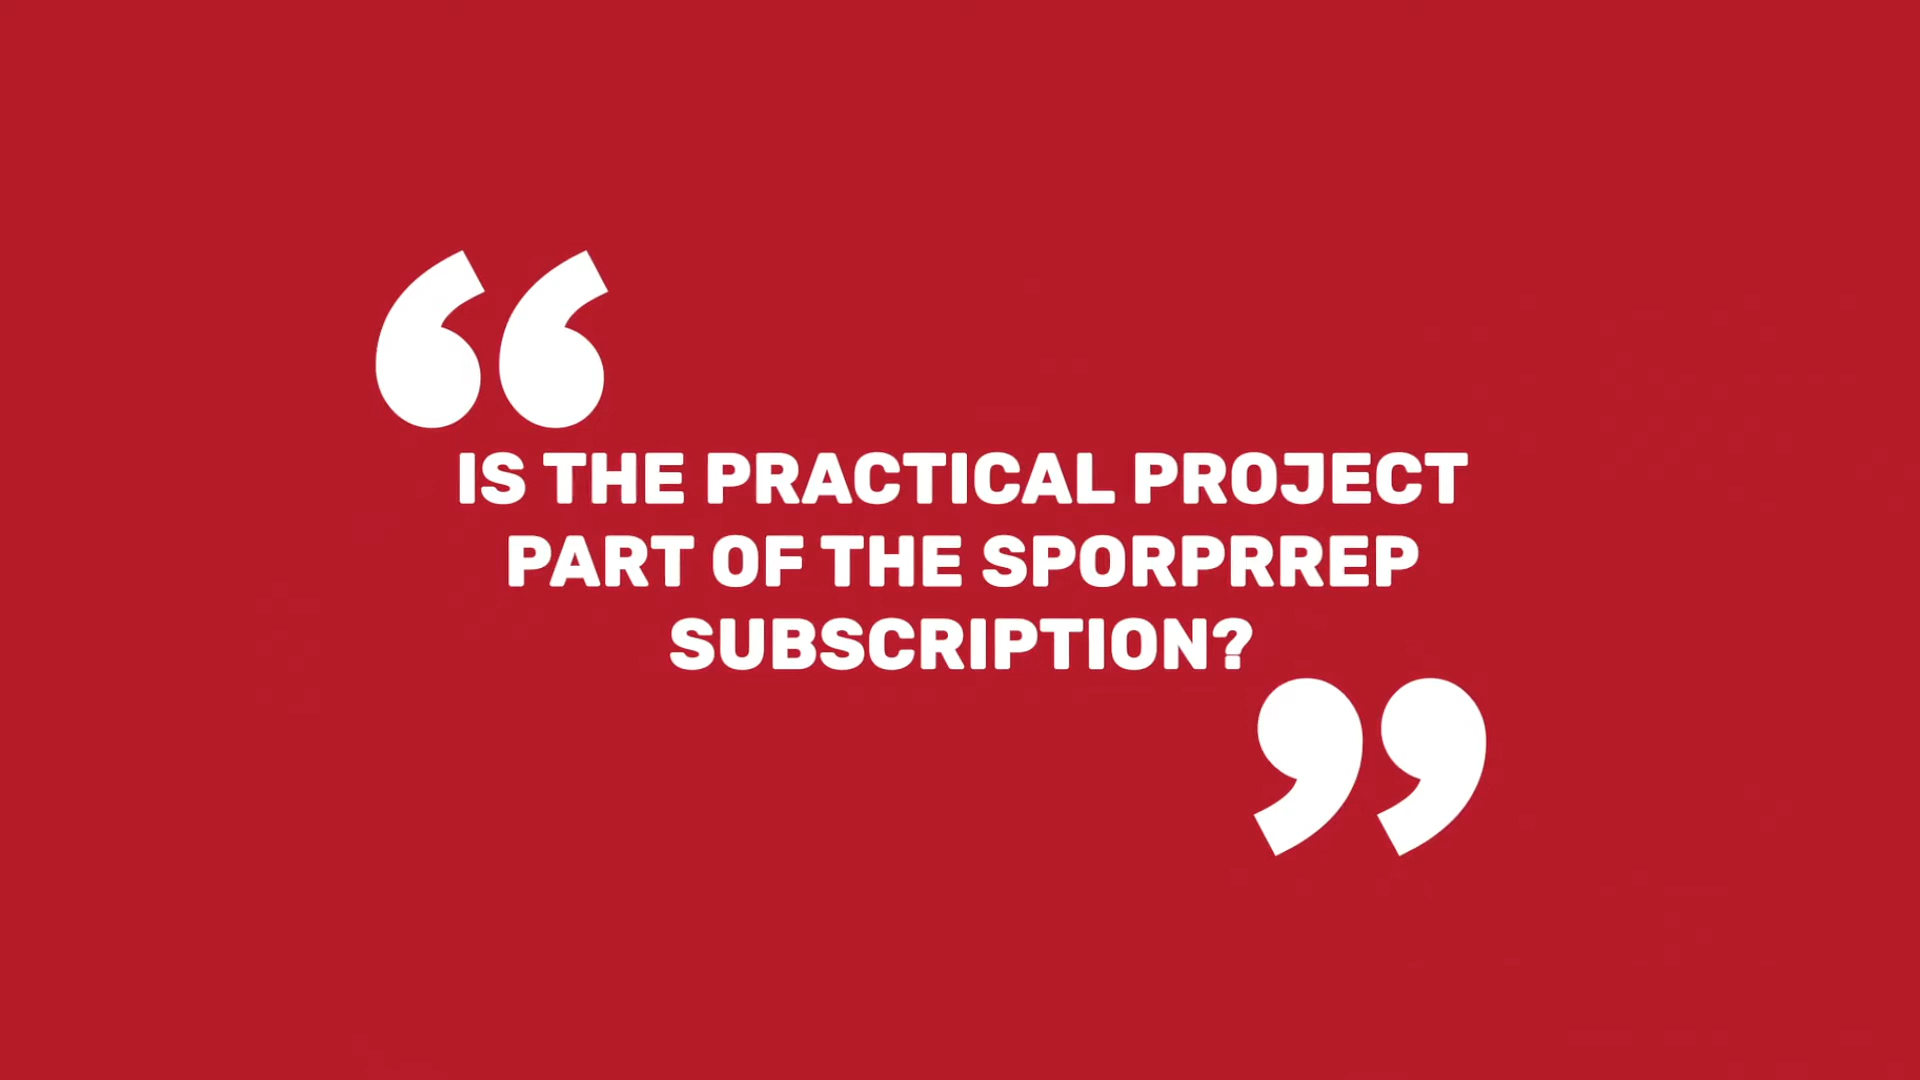 “
IS THE PRACTICAL PROJECT
PART OF THE SPORPRREP
SUBSCRIPTION?
”